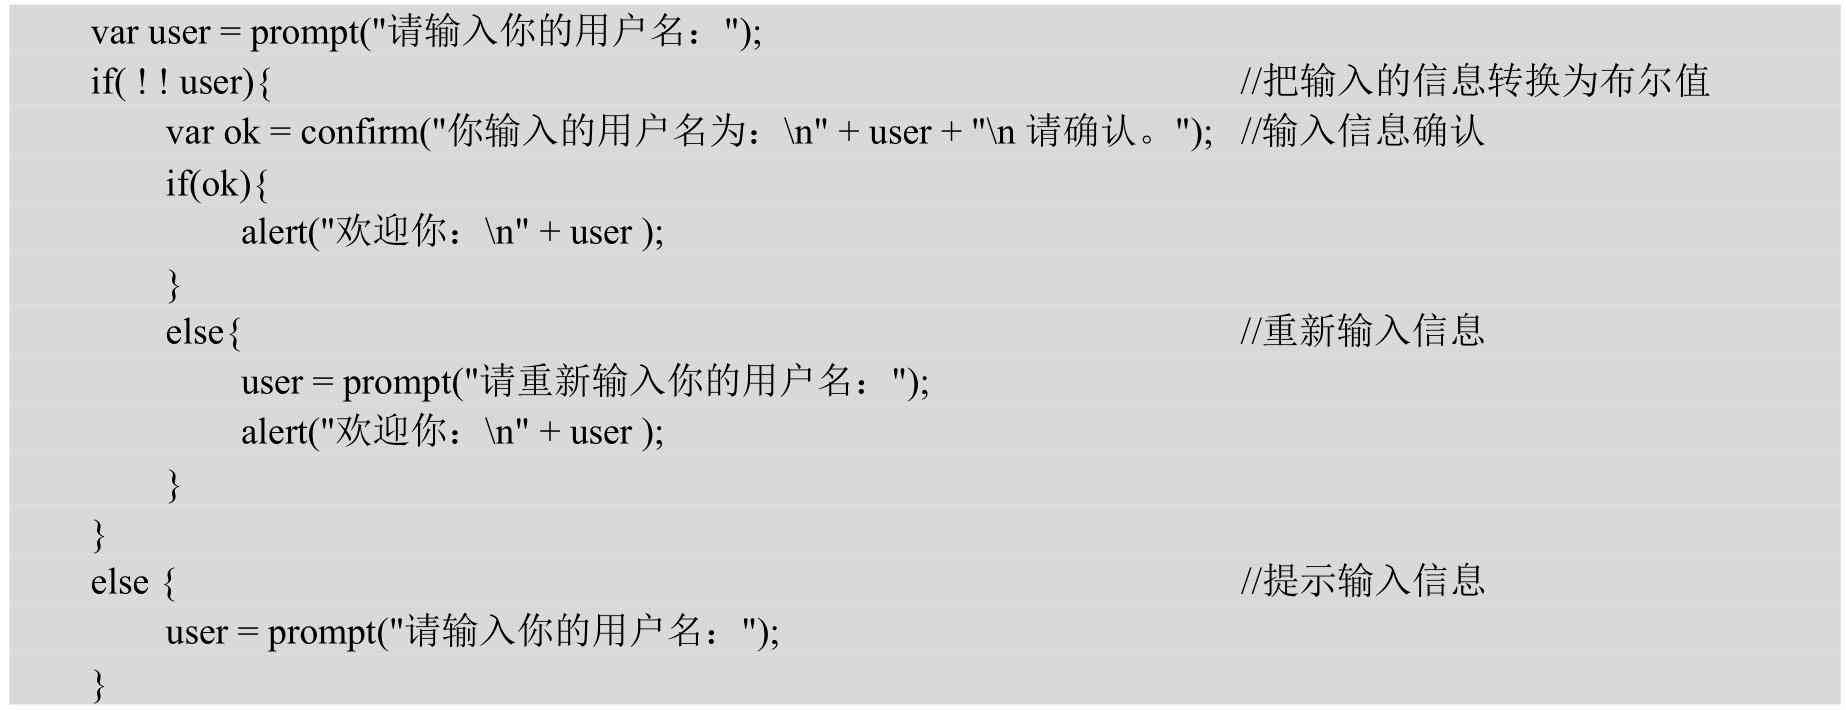 var user = prompt("请输入你的用户名：");
if( ! ! user){ //把输入的信息转换为布尔值
var ok = confirm("你输入的用户名为：\n" + user + "\n 请确认。"); //输入信息确认
if(ok){
alert("欢迎你：\n" + user );
}
else{ //重新输入信息
user = prompt("请重新输入你的用户名：");
alert("欢迎你：\n" + user );
}
}
else { //提示输入信息
user = prompt("请输入你的用户名：");
}